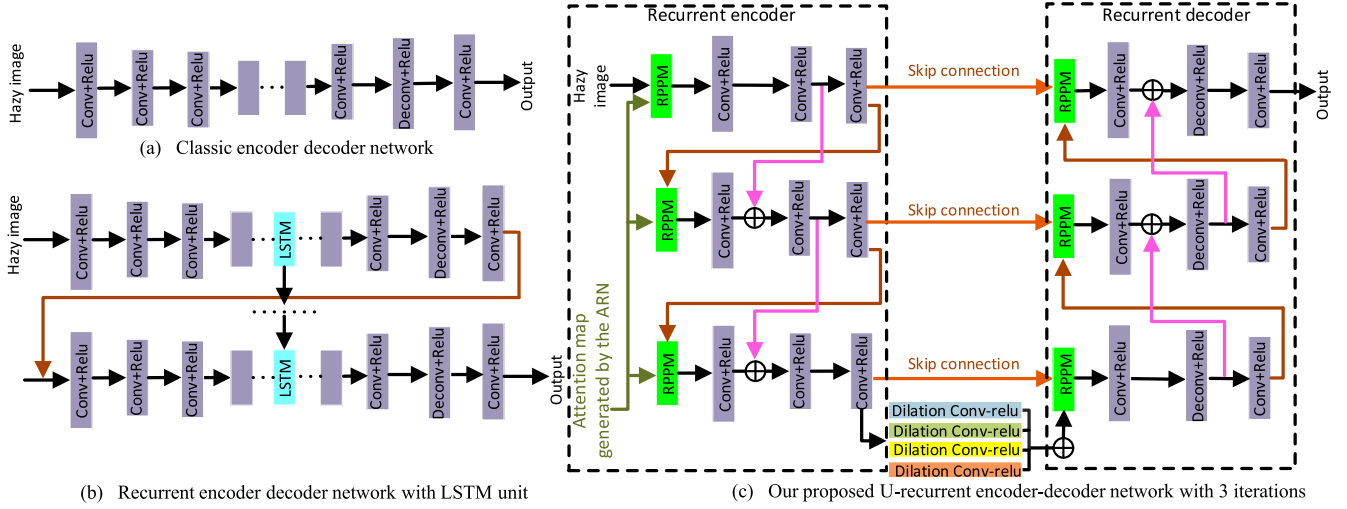 Hazy image
Conv+Relu
Conv+Relu
Conv+Relu
Conv+Relu
Deconv+Relu
Conv+Relu
Output
(a) Classic encoder decoder network
Hazy image
Conv+Relu
Conv+Relu
Conv+Relu
LSTM
Conv+Relu
Deconv+Relu
Conv+Relu
Conv+Relu
Conv+Relu
Conv+Relu
LSTM
Conv+Relu
Deconv+Relu
Conv+Relu
Output
(b) Recurrent encoder decoder network with LSTM unit
Recurrent encoder
Hazy
image
RPPM
Conv+Relu
Conv+Relu
Conv+Relu
Skip connection
Recurrent decoder
RPPM
Conv+Relu
Deconv+Relu
Conv+Relu
Output
RPPM
Conv+Relu
Conv+Relu
Conv+Relu
Skip connection
RPPM
Conv+Relu
Deconv+Relu
Conv+Relu
Attention map
generated by the ARN
RPPM
Conv+Relu
Conv+Relu
Conv+Relu
Skip connection
RPPM
Conv+Relu
Deconv+Relu
Conv+Relu
Dilation Conv-relu
Dilation Conv-relu
Dilation Conv-relu
Dilation Conv-relu
(c) Our proposed U-recurrent encoder-decoder network with 3 iterations